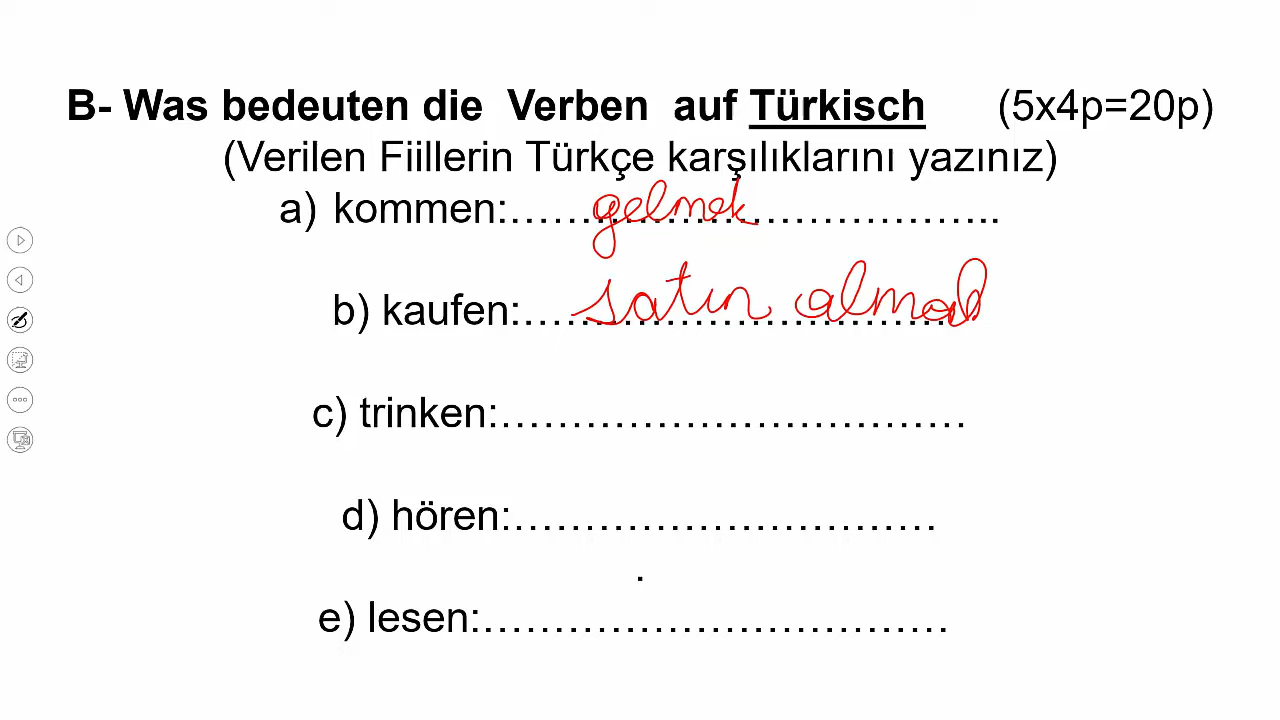 B- Was bedeuten die Verben auf Türkisch (5x4p=20p)
(Verilen Fiillerin Türkçe karşılıklarını yazınız)
a) kommen:……gelmek………………..
b) kaufen:……satın almak
c) trinken:……………………………
d) hören:…………………………
.
e) lesen:……………………………